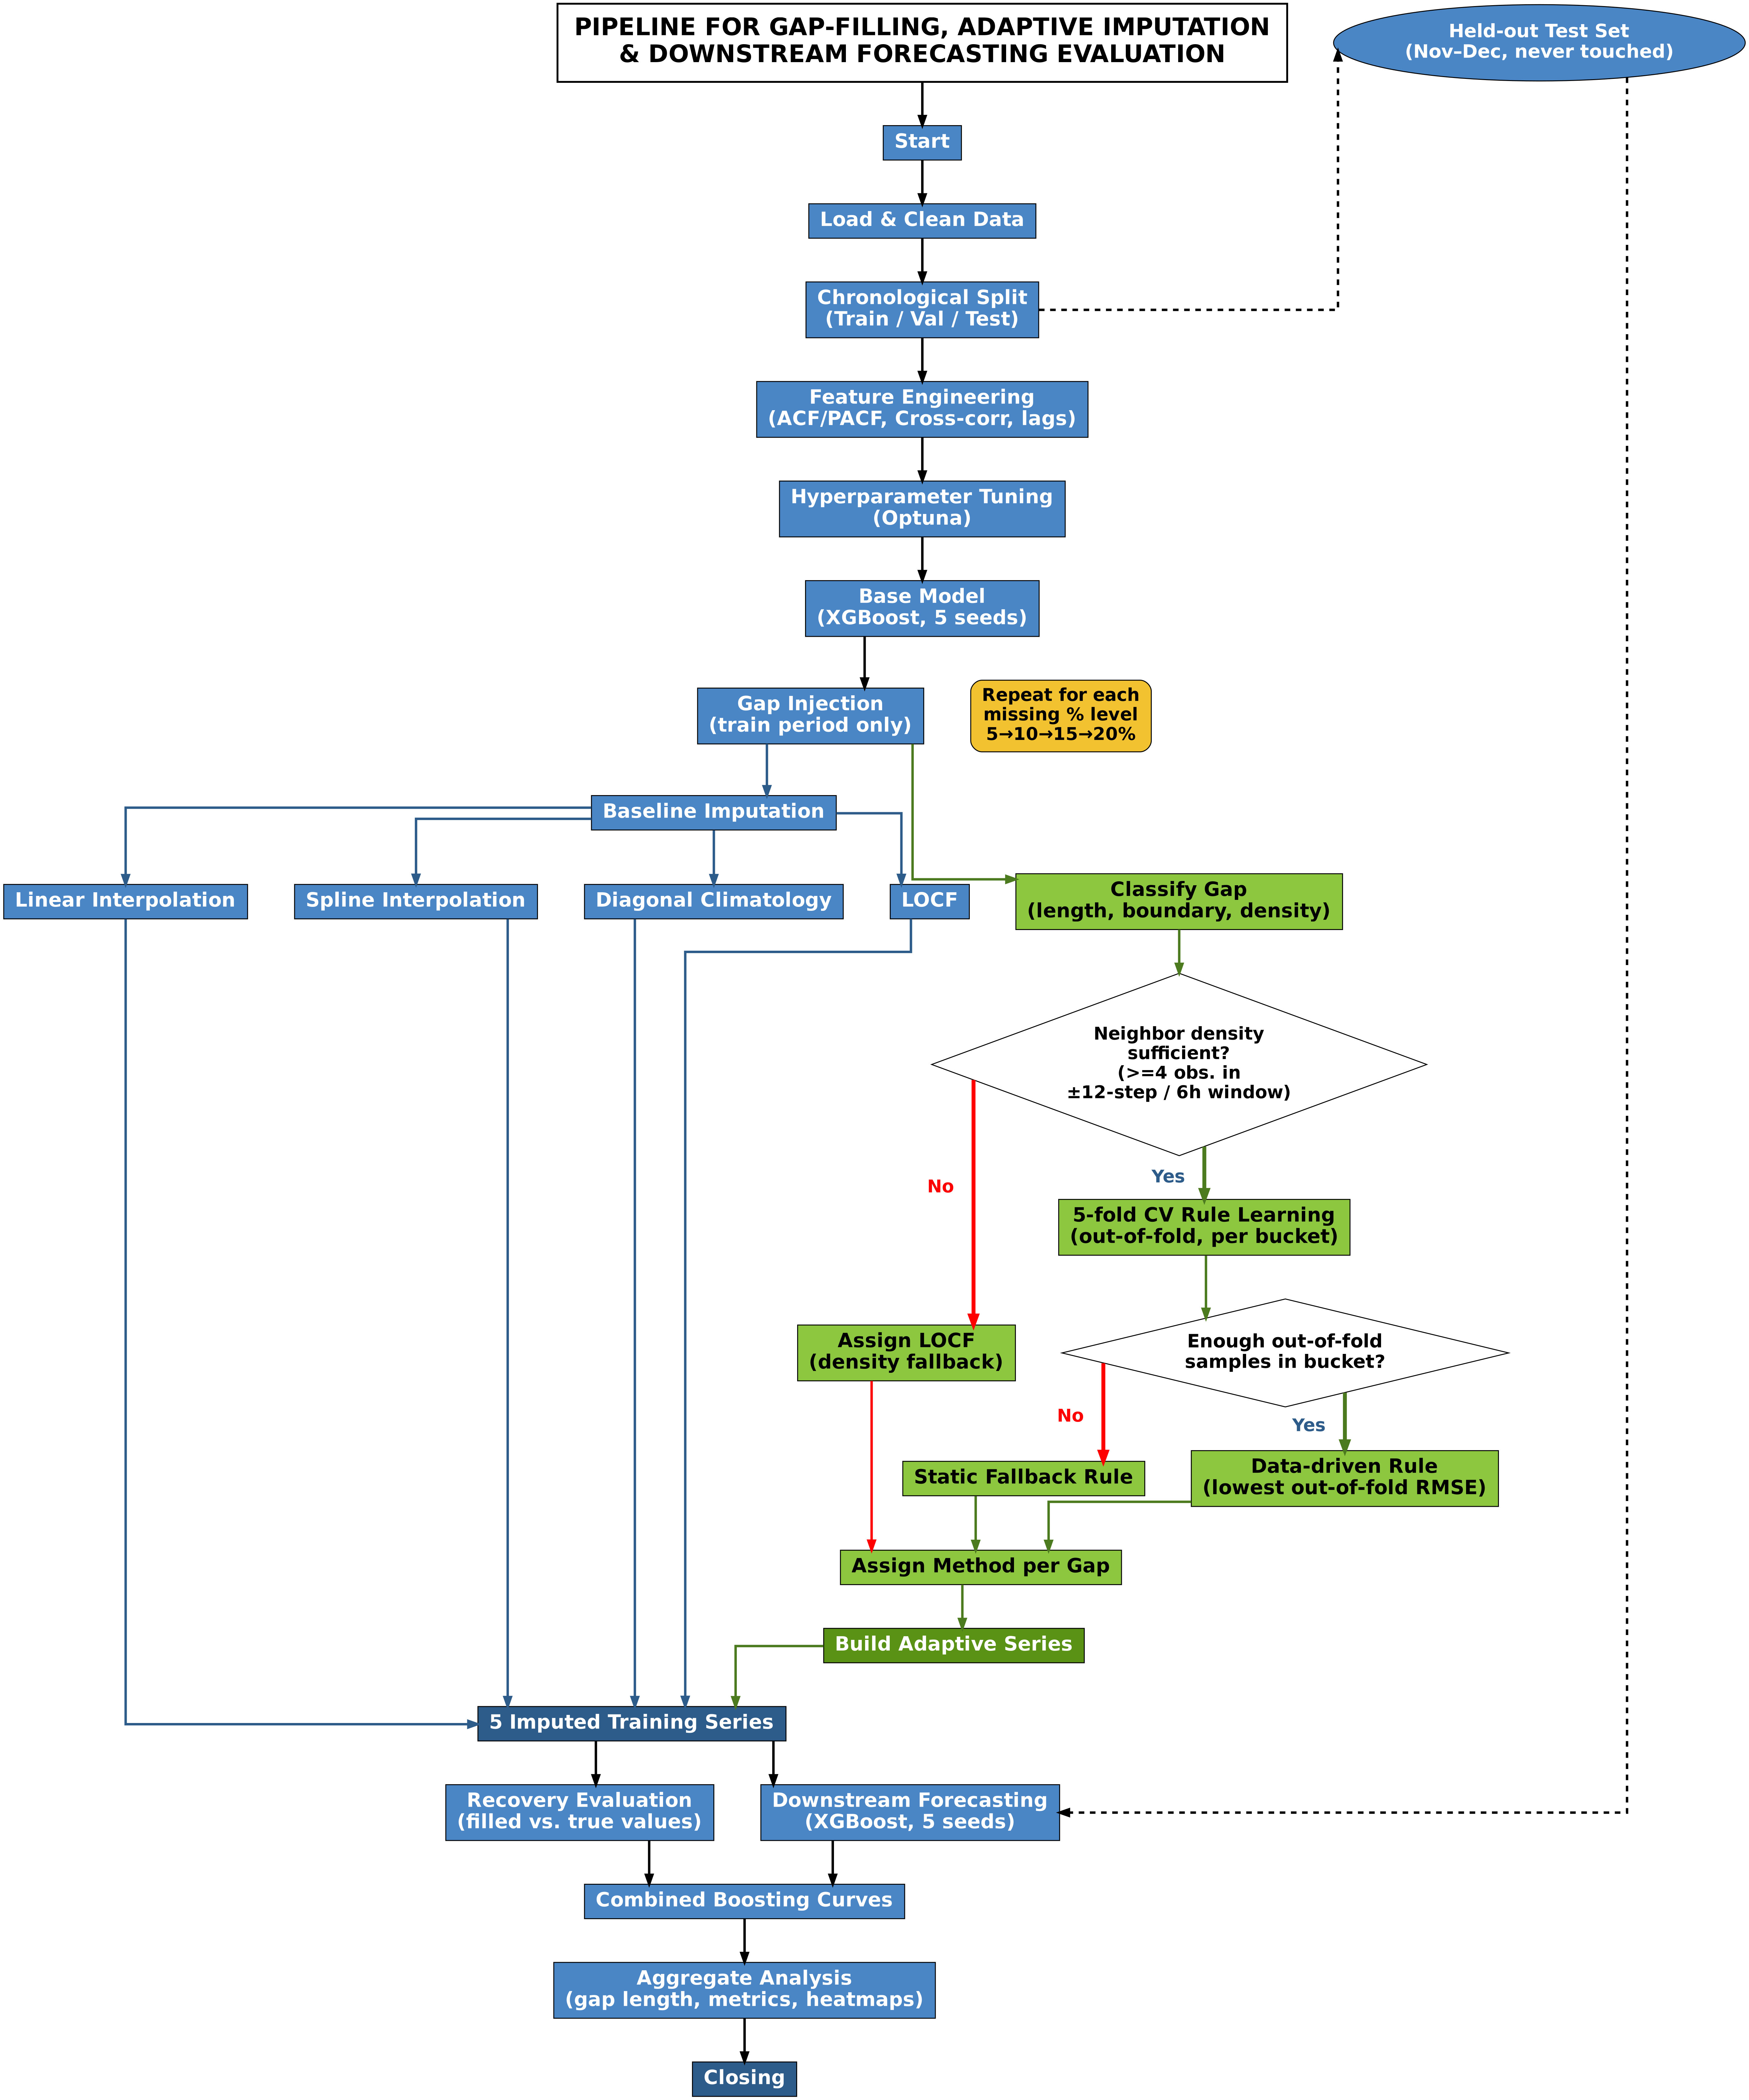 PIPELINE FOR GAP-FILLING, ADAPTIVE IMPUTATION
& DOWNSTREAM FORECASTING EVALUATION
Held-out Test Set
(Nov–Dec, never touched)
Start
Load & Clean Data
Chronological Split
(Train / Val / Test)
Feature Engineering
(ACF/PACF, Cross-corr, lags)
Hyperparameter Tuning
(Optuna)
Base Model
(XGBoost, 5 seeds)
Gap Injection
(train period only)
Repeat for each
missing % level
5→10→15→20%
Baseline Imputation
Linear Interpolation
Spline Interpolation
Diagonal Climatology
LOCF
Classify Gap
(length, boundary, density)
Neighbor density
sufficient?
(>=4 obs. in
±12-step / 6h window)
No
Yes
5-fold CV Rule Learning
(out-of-fold, per bucket)
Assign LOCF
(density fallback)
Enough out-of-fold
samples in bucket?
No
Yes
Static Fallback Rule
Data-driven Rule
(lowest out-of-fold RMSE)
Assign Method per Gap
Build Adaptive Series
5 Imputed Training Series
Recovery Evaluation
(filled vs. true values)
Downstream Forecasting
(XGBoost, 5 seeds)
Combined Boosting Curves
Aggregate Analysis
(gap length, metrics, heatmaps)
Closing